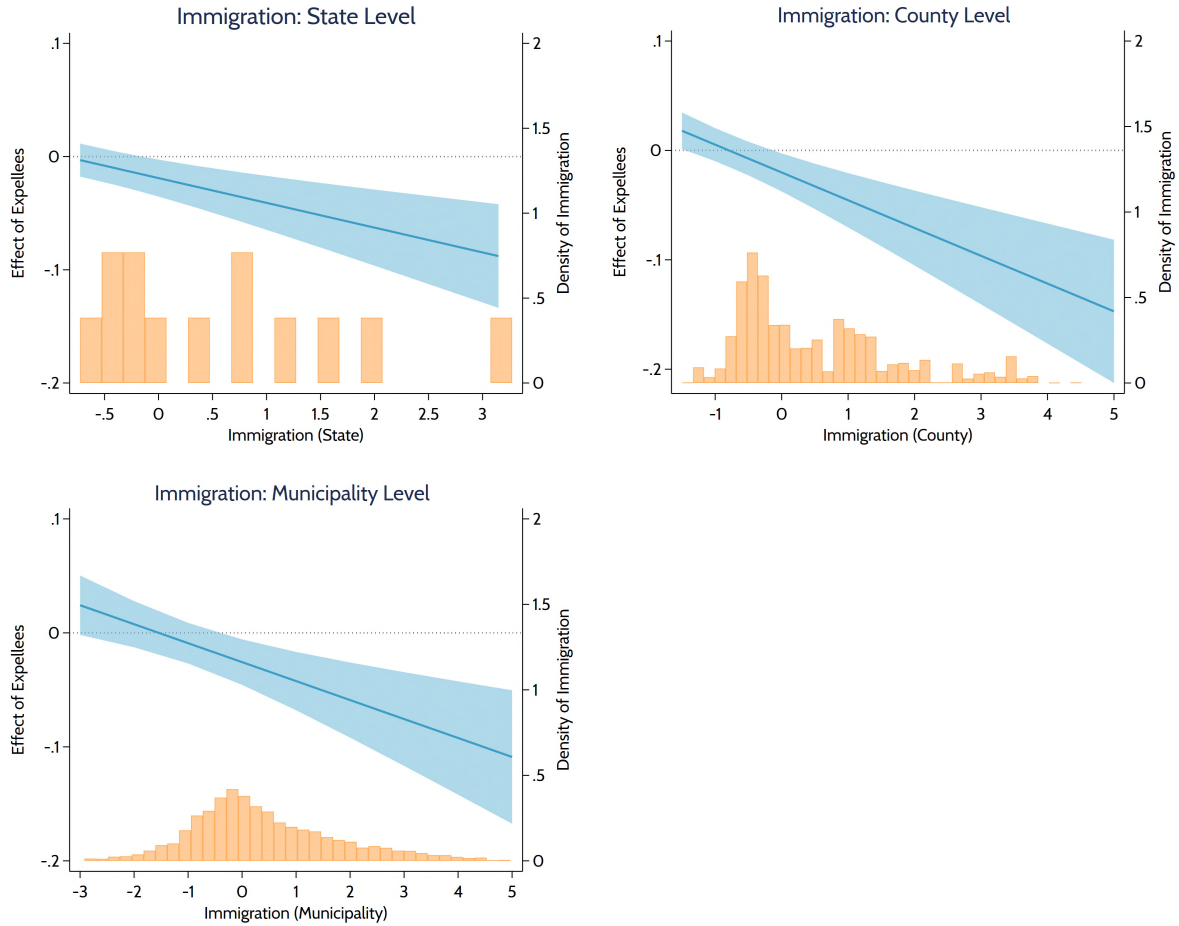 Immigration: State Level
.1
0
-.1
-.2
Effect of Expellees
2
1.5
1
.5
0
Density of Immigration
-.5 0 .5 1 1.5 2 2.5 3
Immigration (State)
Immigration: County Level
.1
0
-.1
-.2
Effect of Expellees
2
1.5
1
.5
0
Density of Immigration
-1 0 1 2 3 4 5
Immigration (County)
Immigration: Municipality Level
.1
0
-.1
-.2
Effect of Expellees
2
1.5
1
.5
0
Density of Immigration
-3 -2 -1 0 1 2 3 4 5
Immigration (Municipality)